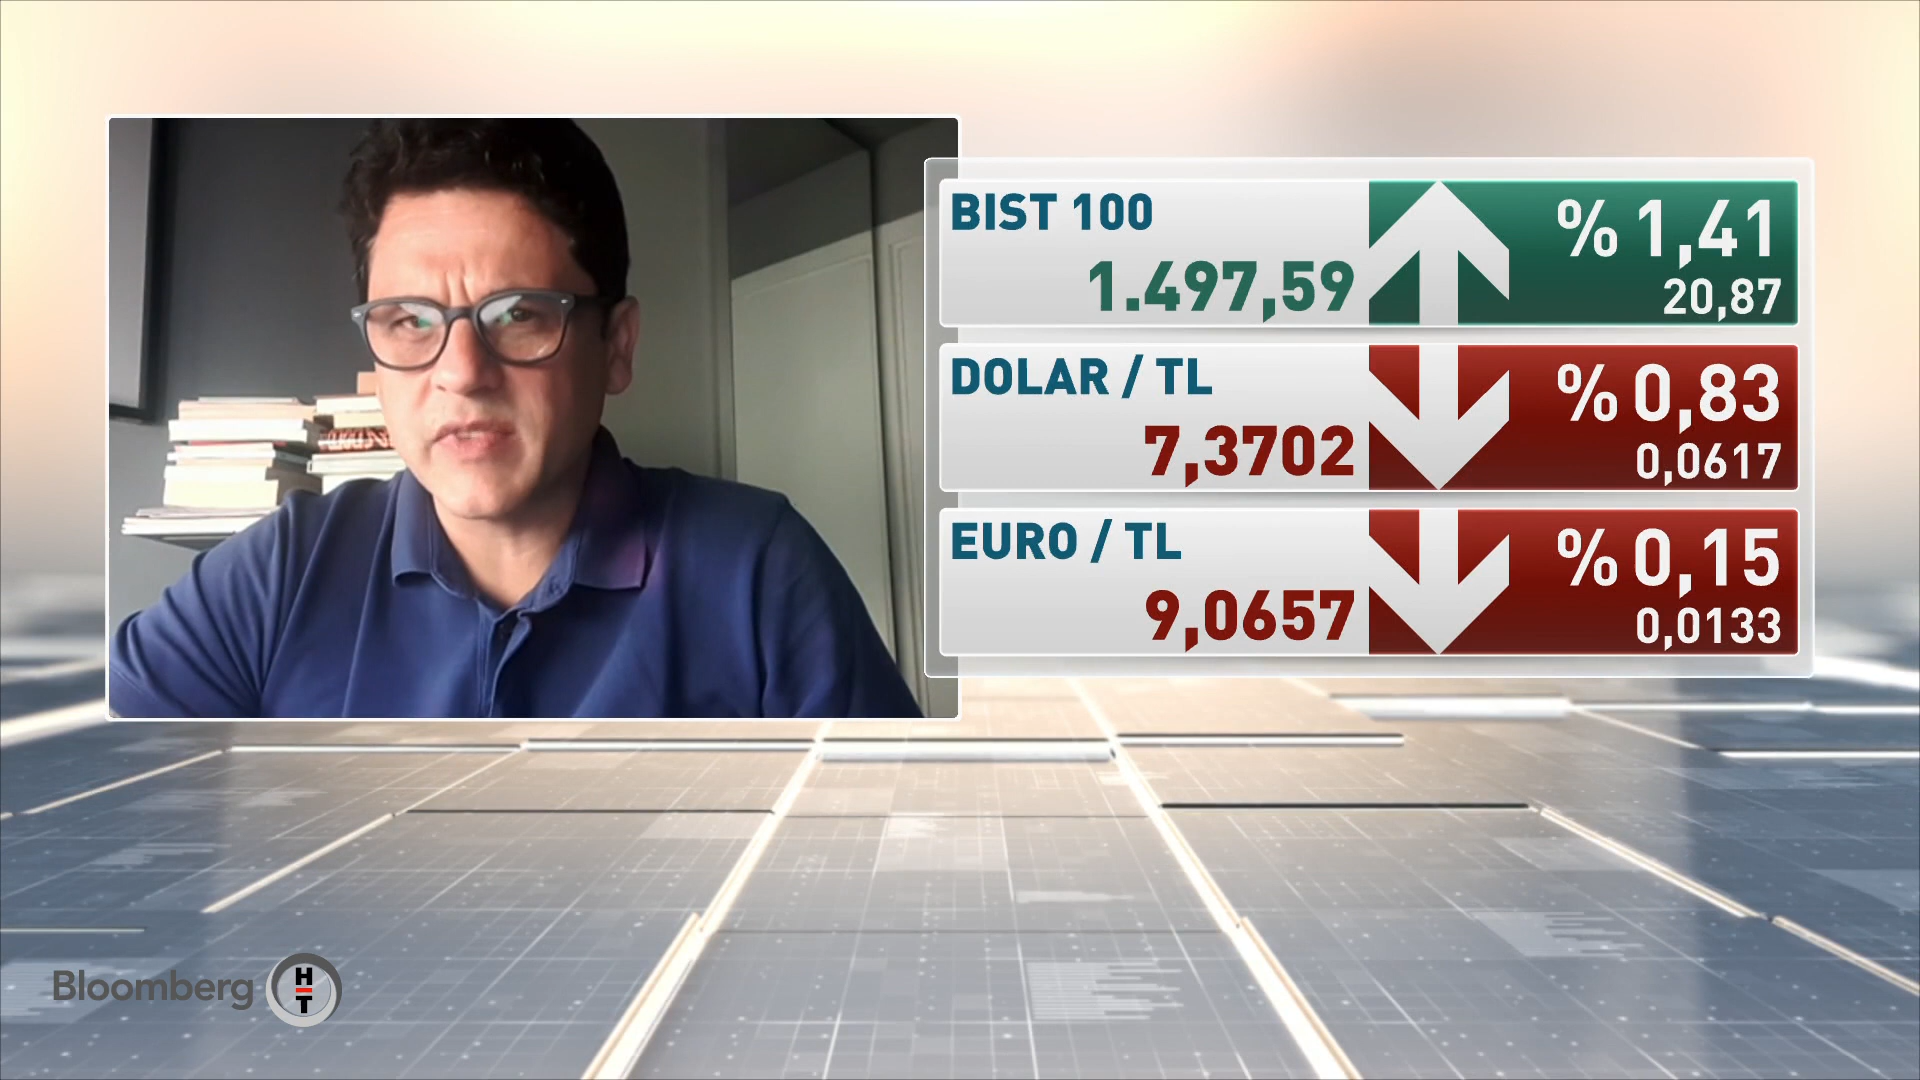 BIST 100
1.497,59
% 1,41
20,87
DOLAR / TL
7,3702
% 0,83
0,0617
EURO / TL
9,0657
% 0,15
0,0133
Bloomberg HT